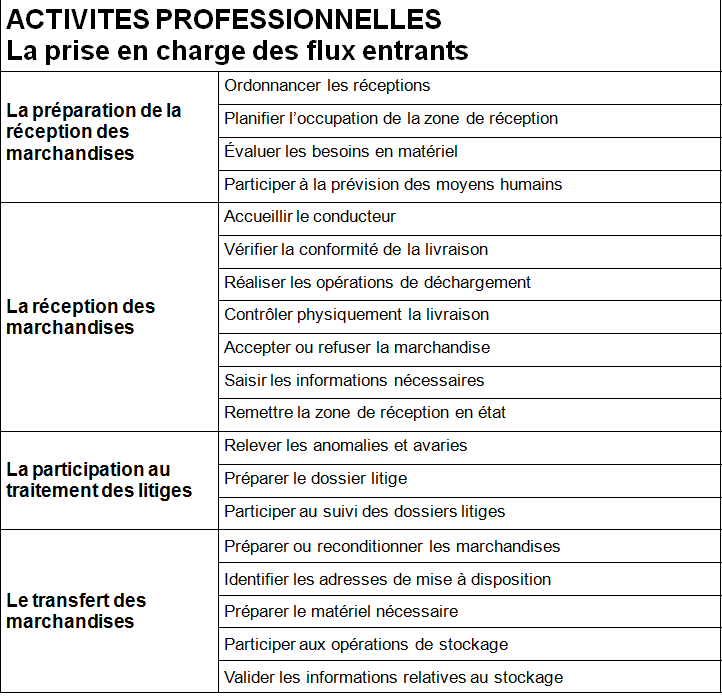 ACTIVITES PROFESSIONNELLES
La prise en charge des flux entrants
La préparation de la
réception des
marchandises
Ordonnancer les réceptions
Planifier l’occupation de la zone de réception
Évaluer les besoins en matériel
Participer à la prévision des moyens humains
La réception des
marchandises
Accueillir le conducteur
Vérifier la conformité de la livraison
Réaliser les opérations de déchargement
Contrôler physiquement la livraison
Accepter ou refuser la marchandise
Saisir les informations nécessaires
Remettre la zone de réception en état
La participation au
traitement des litiges
Relever les anomalies et avaries
Préparer le dossier litige
Participer au suivi des dossiers litiges
Le transfert des
marchandises
Préparer ou reconditionner les marchandises
Identifier les adresses de mise à disposition
Préparer le matériel nécessaire
Participer aux opérations de stockage
Valider les informations relatives au stockage